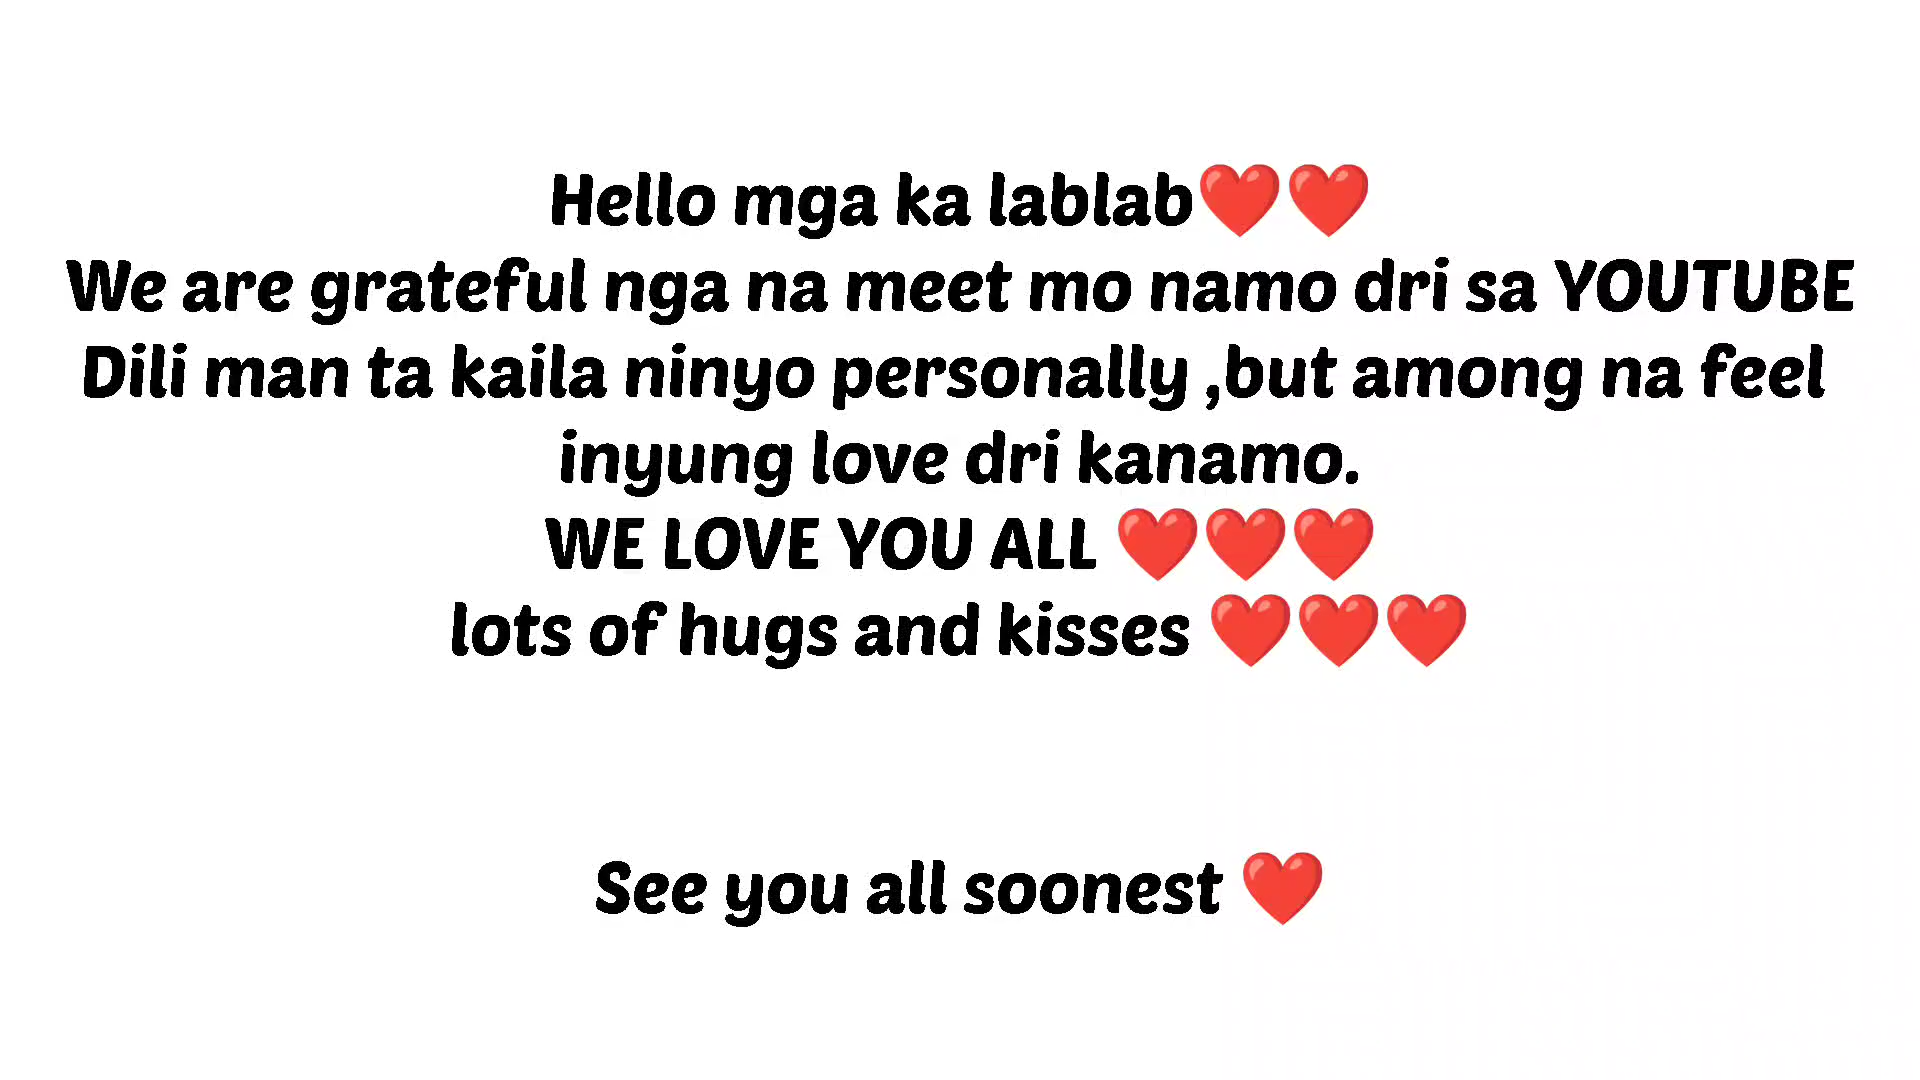 Hello mga ka lablab❤️❤️
We are grateful nga na meet mo namo dri sa YOUTUBE
Dili man ta kaila ninyo personally ,but among na feel
inyung love dri kanamo.
WE LOVE YOU ALL ❤️❤️❤️
lots of hugs and kisses ❤️❤️❤️
See you all soonest ❤️